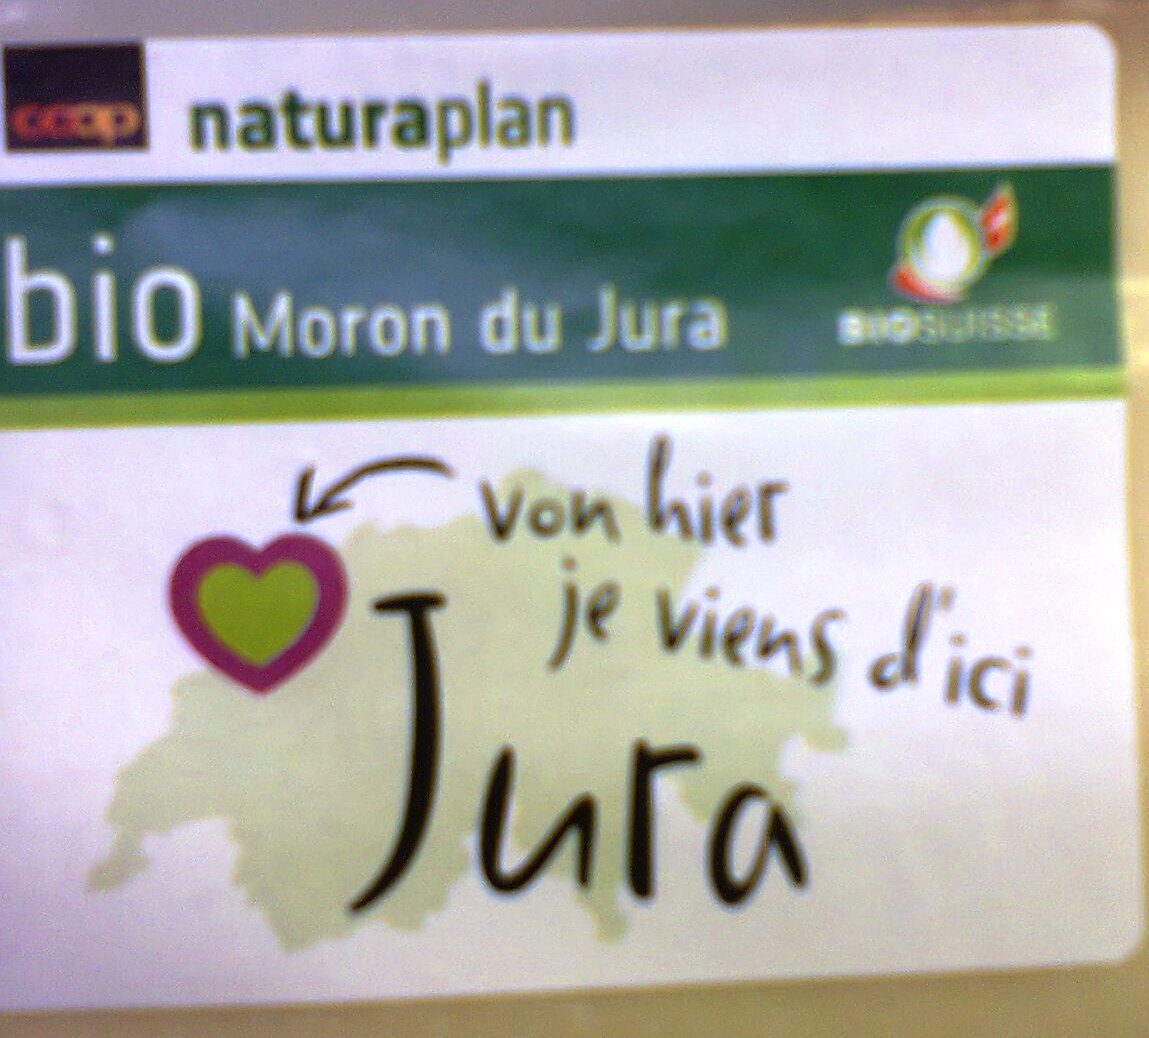 coop naturaplan
bio Moron du Jura
BIOSUISSE
von hier
je viens d'ici
Jura